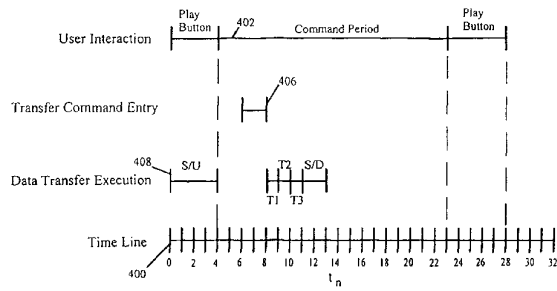 Play
Button
Play
Button
User Interaction
402
Command Period
Transfer Command Entry
406
408
S/U
T2
S/D
Data Transfer Execution
T1
T3
Time Line
400
0 2 4 6 8 10 12 14 16 18 20 22 24 26 28 30 32
tn